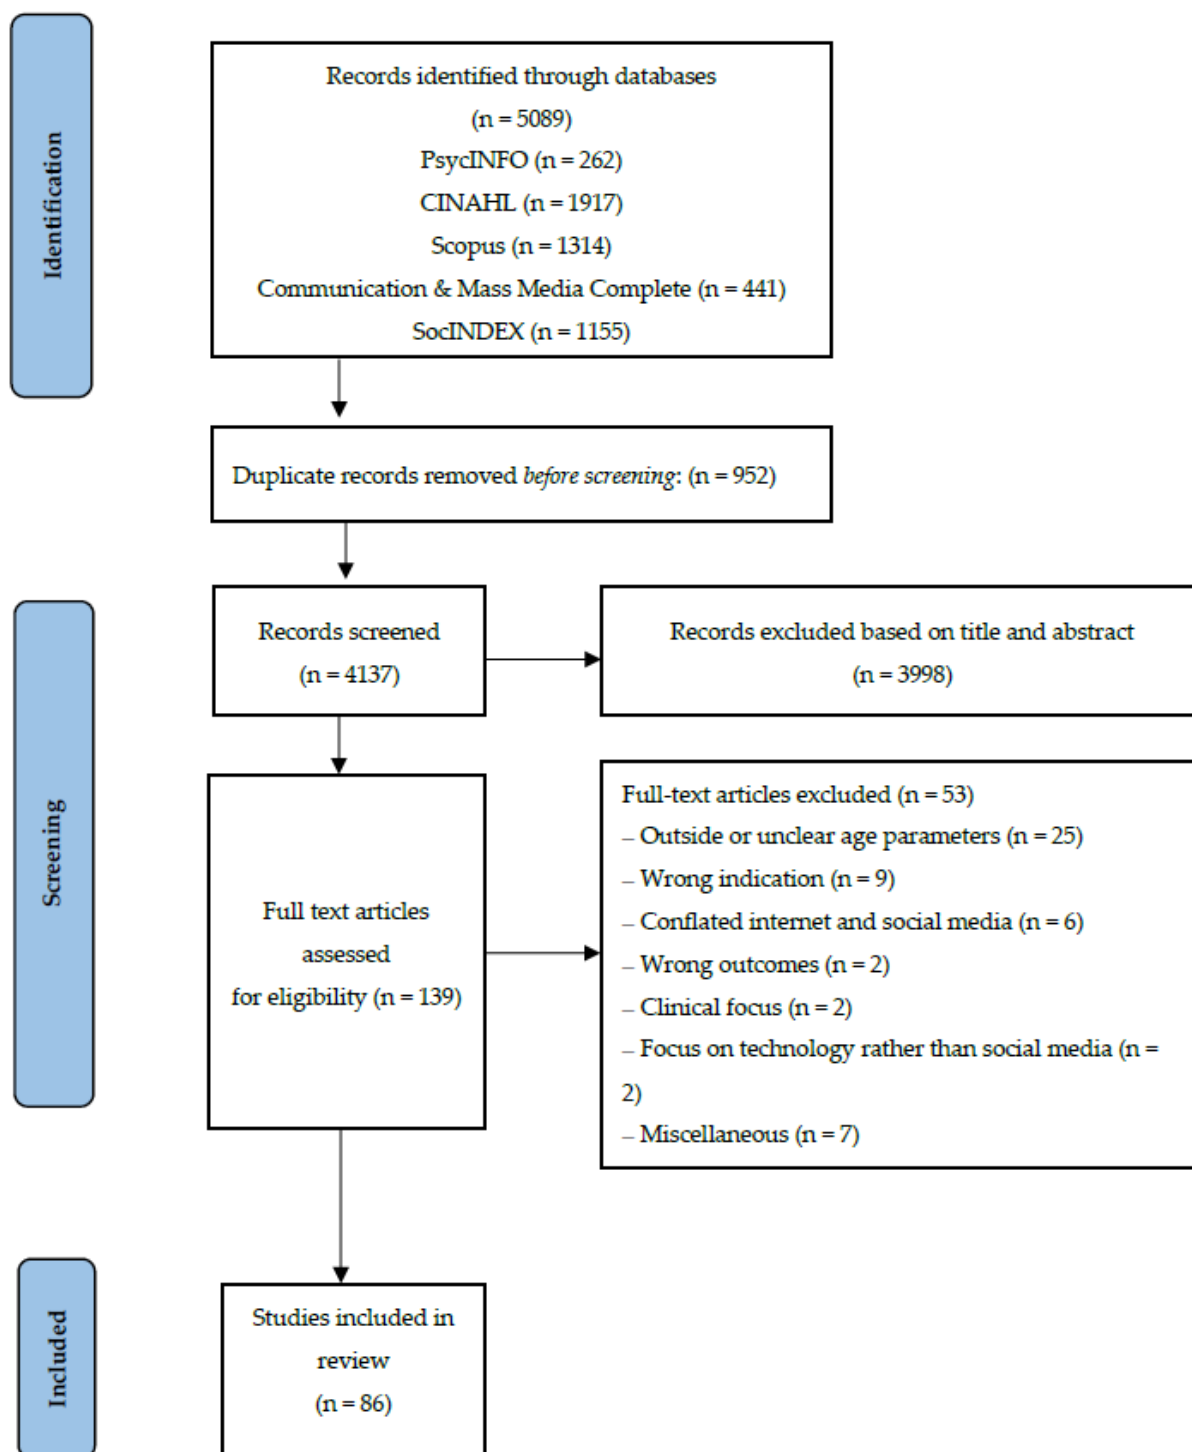 Identification
Records identified through databases
(n = 5089)
PsycINFO (n = 262)
CINAHL (n = 1917)
Scopus (n = 1314)
Communication & Mass Media Complete (n = 441)
SocINDEX (n = 1155)
Duplicate records removed before screening: (n = 952)
Screening
Records screened
(n = 4137)
Records excluded based on title and abstract
(n = 3998)
Full text articles
assessed
for eligibility (n = 139)
Full-text articles excluded (n = 53)
– Outside or unclear age parameters (n = 25)
– Wrong indication (n = 9)
– Conflated internet and social media (n = 6)
– Wrong outcomes (n = 2)
– Clinical focus (n = 2)
– Focus on technology rather than social media (n =
2)
– Miscellaneous (n = 7)
Included
Studies included in
review
(n = 86)